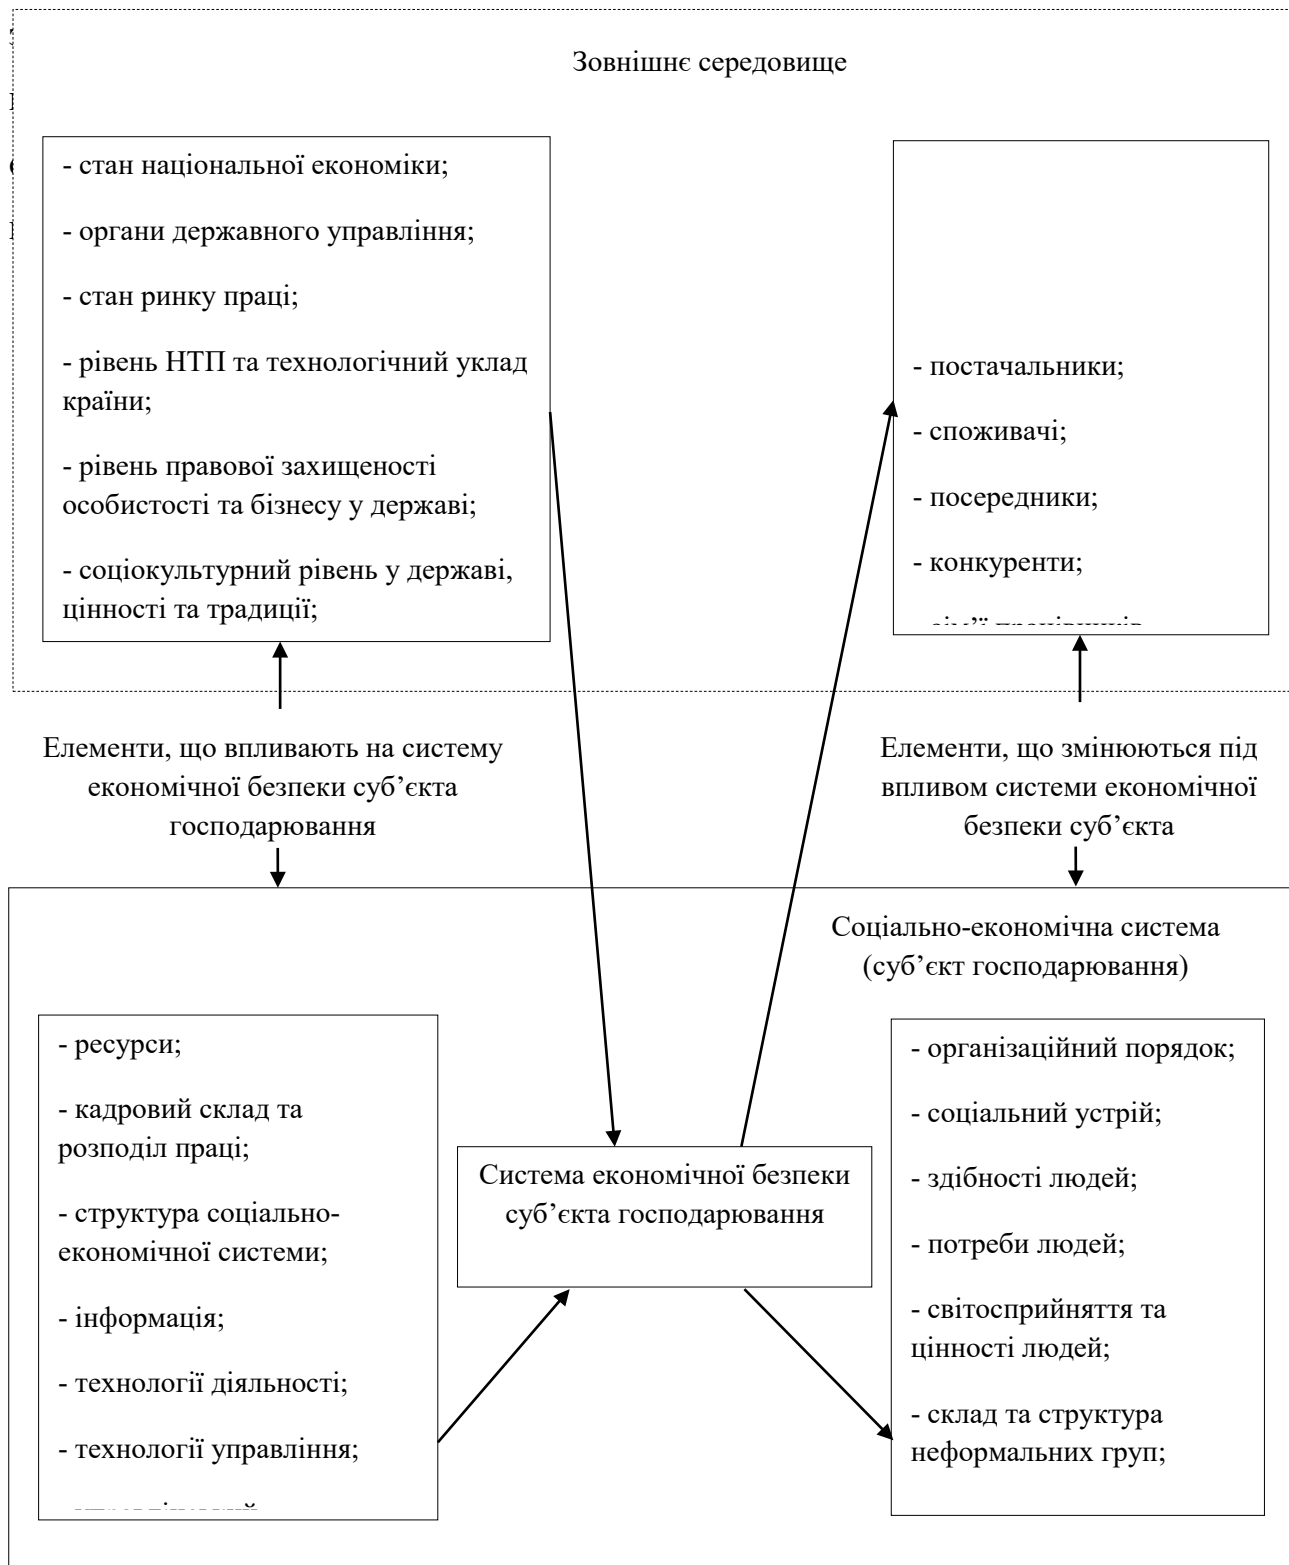 Зовнішнє середовище
- стан національної економіки;
- органи державного управління;
- стан ринку праці;
- рівень НТП та технологічний уклад
країни;
- рівень правової захищеності
особистості та бізнесу у державі;
- соціокультурний рівень у державі,
цінності та традиції;
- постачальники;
- споживачі;
- посередники;
- конкуренти;
Елементи, що впливають на систему
економічної безпеки суб’єкта
господарювання
Елементи, що змінюються під
впливом системи економічної
безпеки суб’єкта
Соціально-економічна система
(суб’єкт господарювання)
- ресурси;
- кадровий склад та
розподіл праці;
- структура соціально-
економічної системи;
- інформація;
- технології діяльності;
- технології управління;
Система економічної безпеки
суб’єкта господарювання
- організаційний порядок;
- соціальний устрій;
- здібності людей;
- потреби людей;
- світосприйняття та
цінності людей;
- склад та структура
неформальних груп;